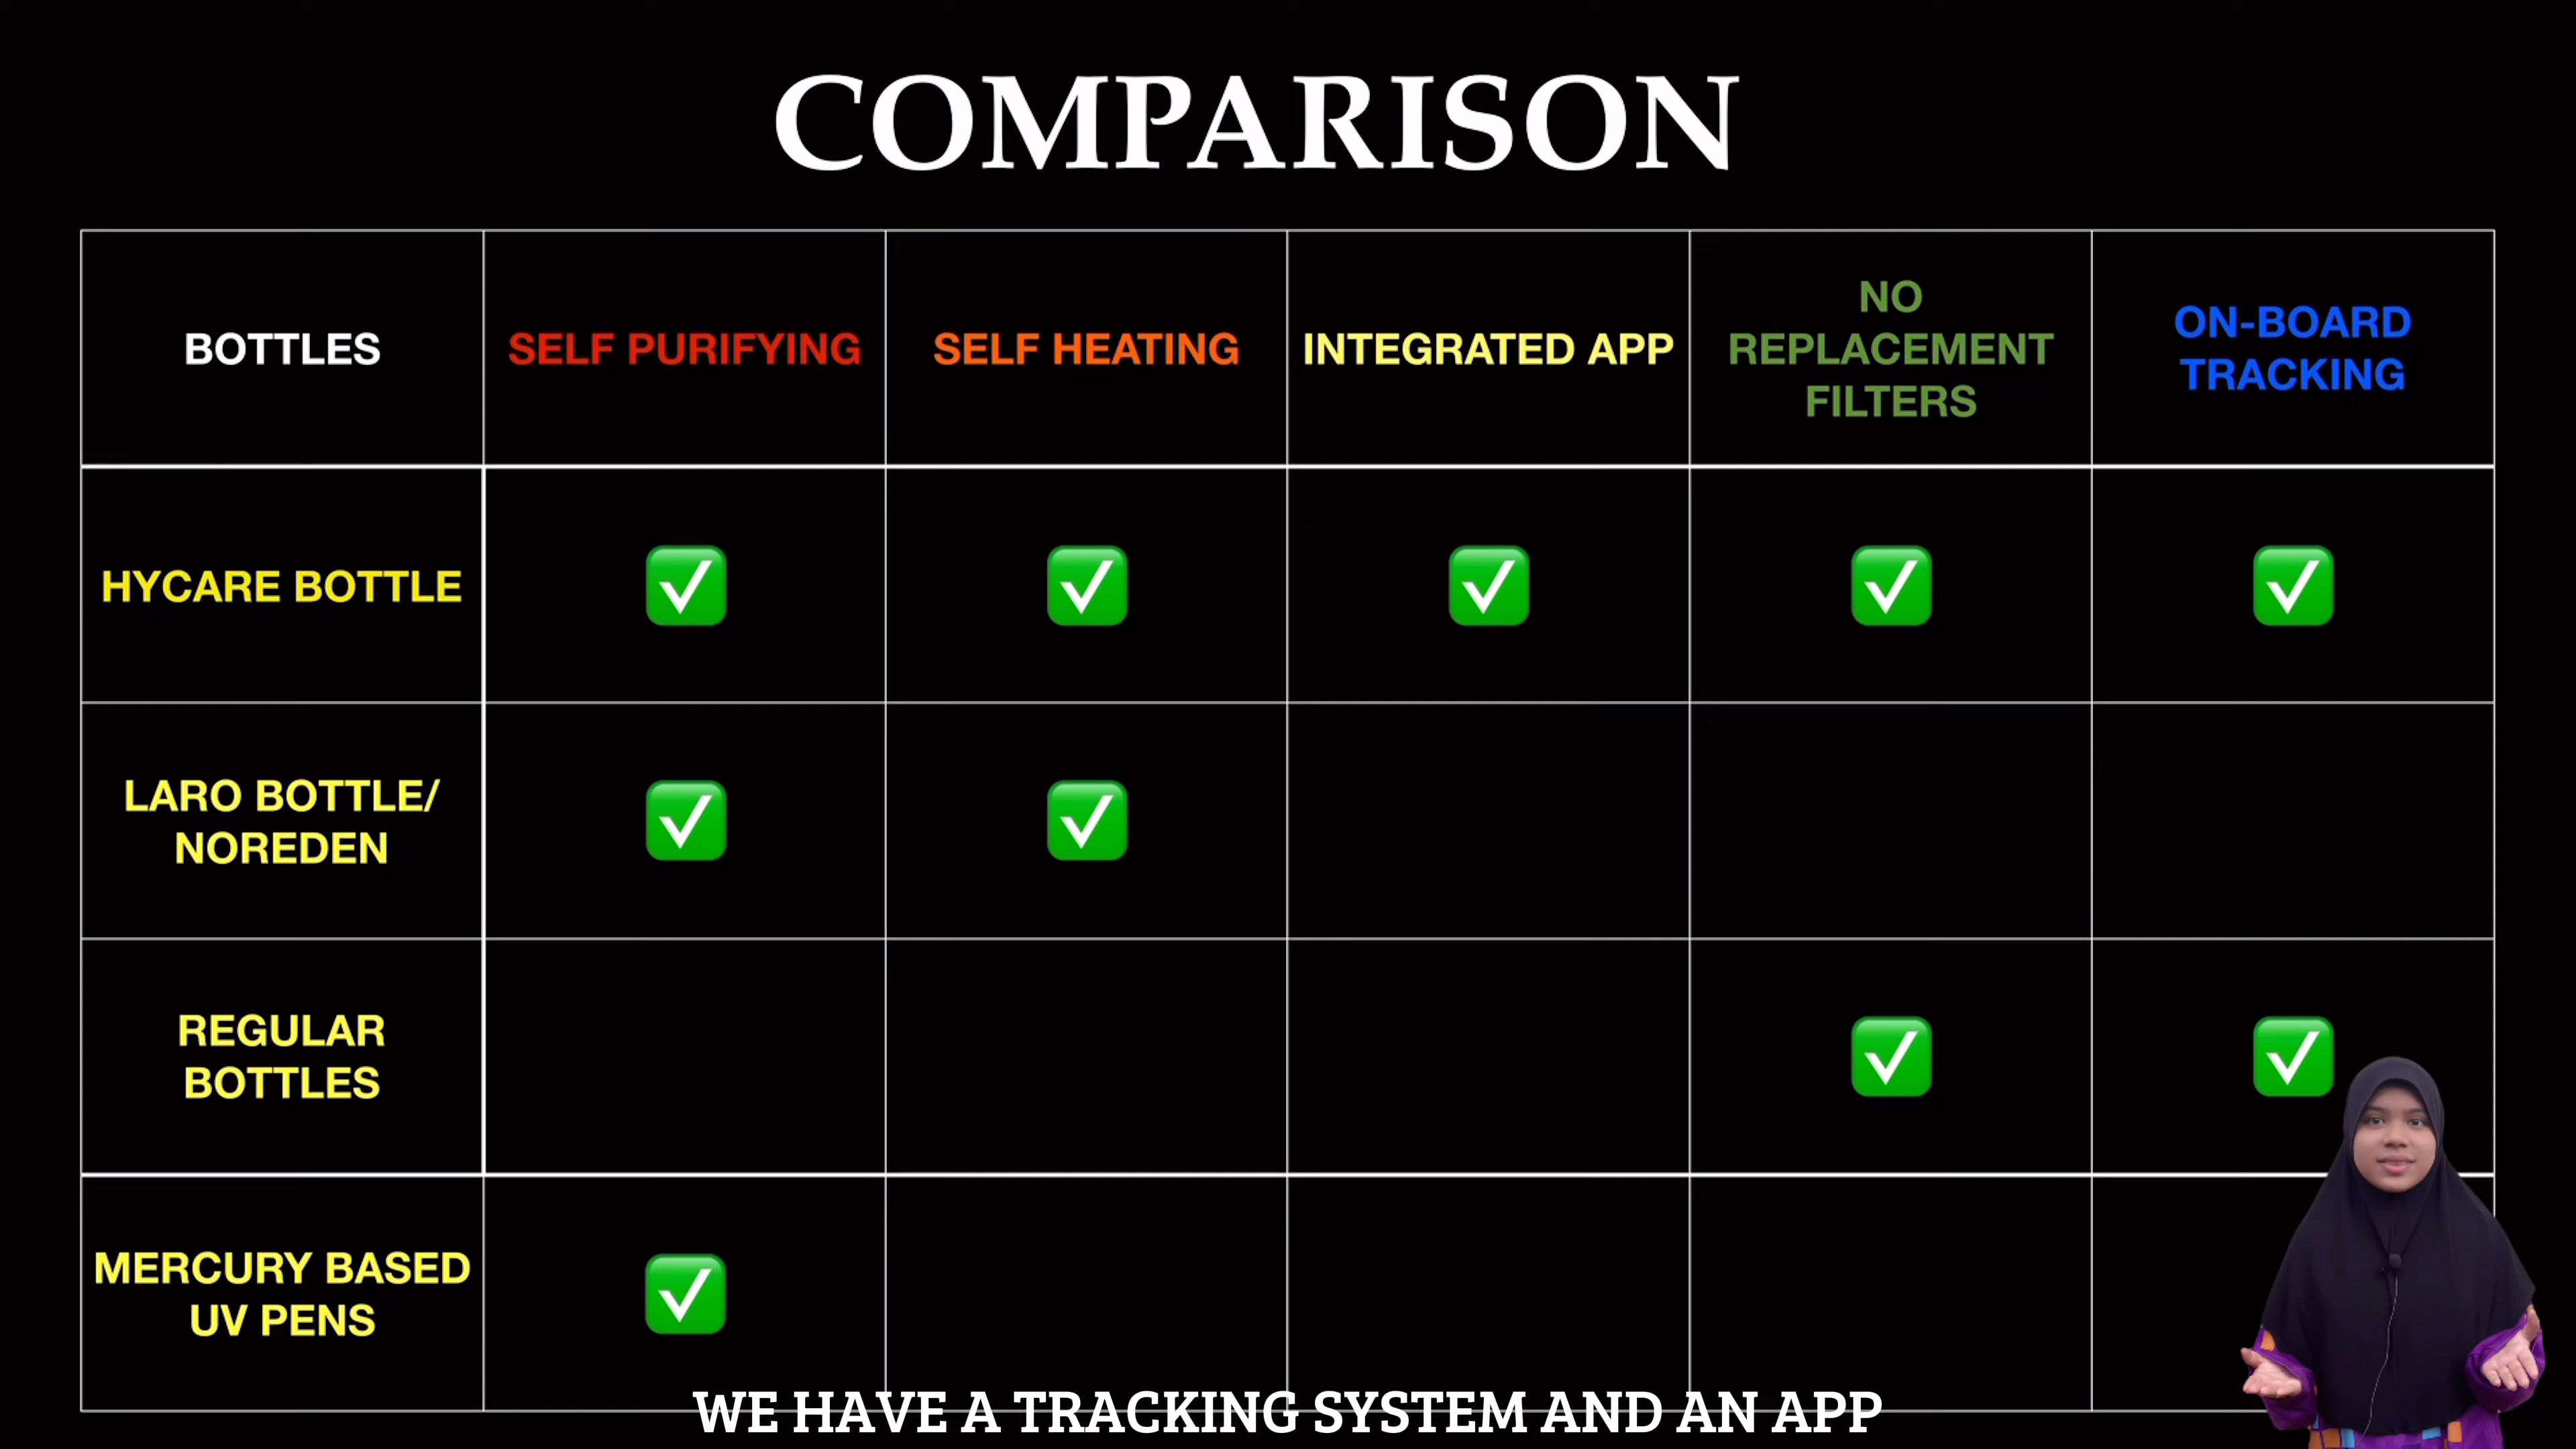 COMPARISON
BOTTLES
SELF PURIFYING
SELF HEATING
INTEGRATED APP
NO
REPLACEMENT
FILTERS
ON-BOARD
TRACKING
HYCARE BOTTLE
LARO BOTTLE/
NOREDEN
REGULAR
BOTTLES
MERCURY BASED
UV PENS
WE HAVE A TRACKING SYSTEM AND AN APP